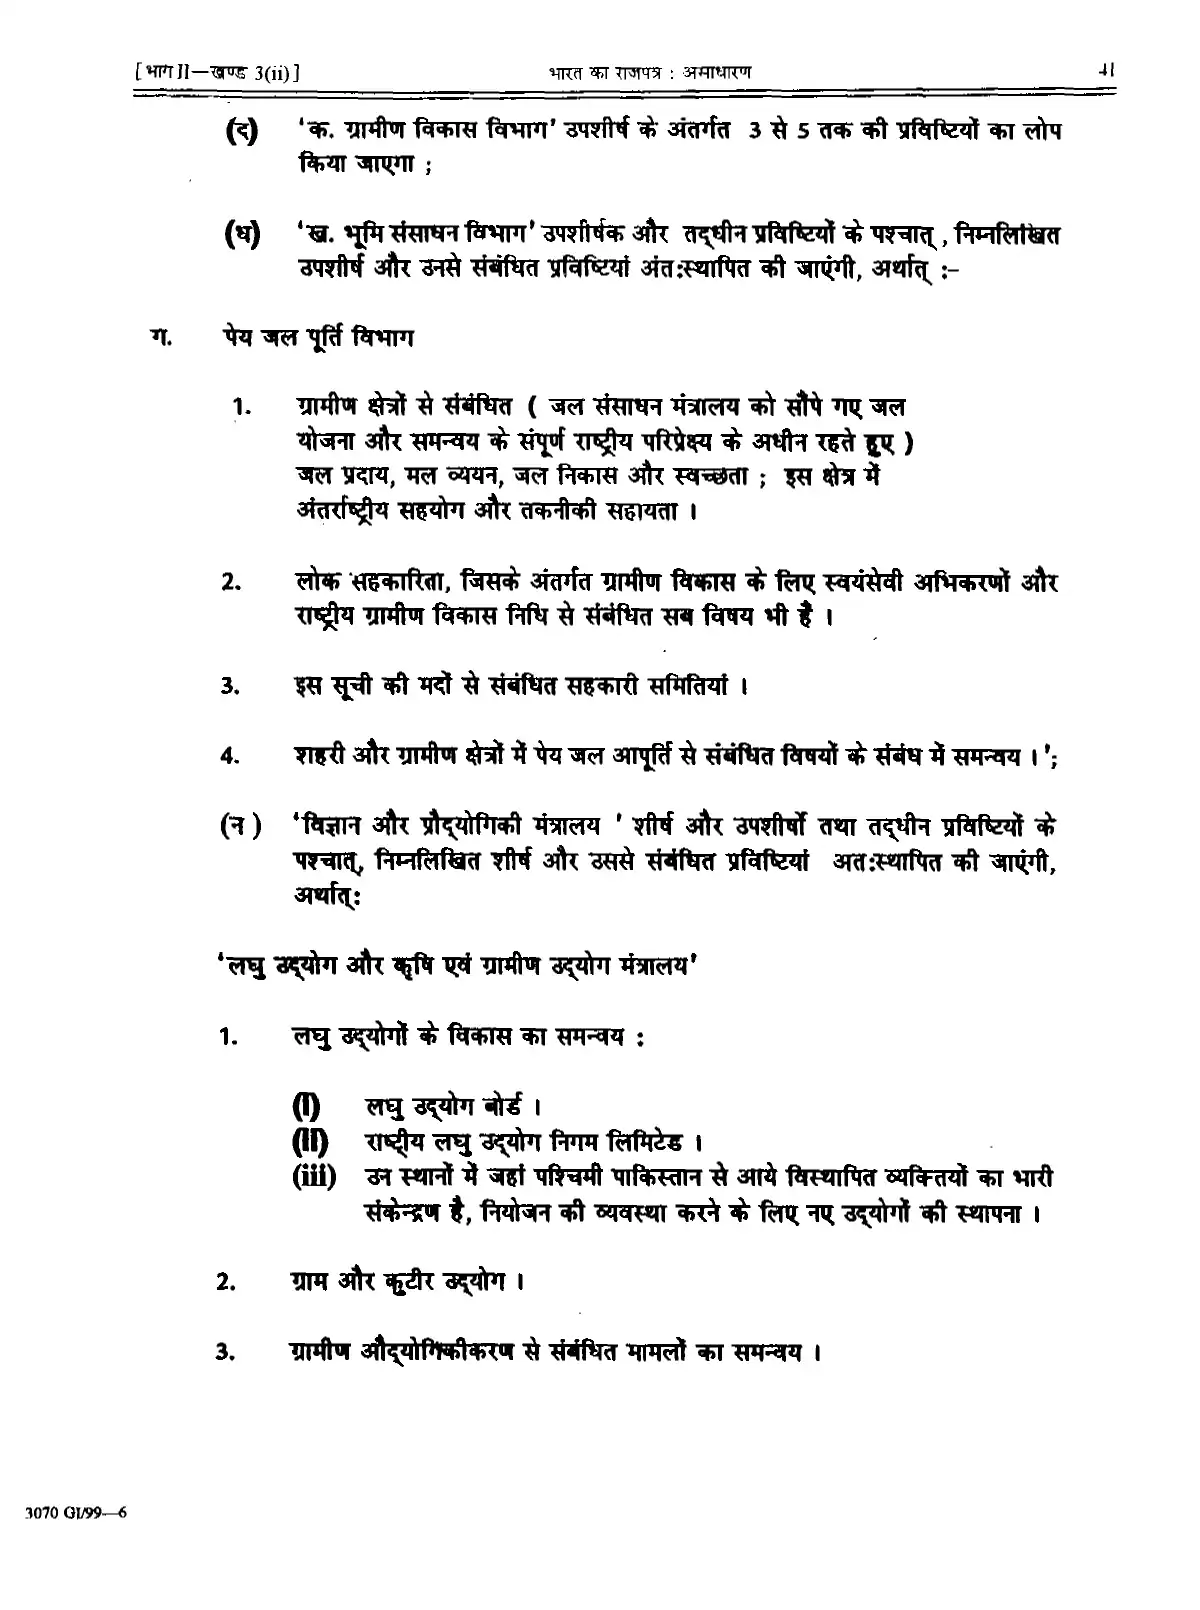 [ भाग II—खण्ड 3(ii) ] भारत का राजपत्र : असाधारण 41
(द) 'क. ग्रामीण विकास विभाग' उपशीर्ष के अंतर्गत 3 से 5 तक की प्रविष्टियों का लोप
किया जाएगा ;
(ध) 'ख. भूमि संसाधन विभाग' उपशीर्षक और तद्धीन प्रविष्टियों के पश्चात् , निम्नलिखित
उपशीर्ष और उनसे संबंधित प्रविष्टियां अंत:स्थापित की जाएंगी, अर्थात् :-
ग. पेय जल पूर्ति विभाग
1. ग्रामीण क्षेत्रों से संबंधित ( जल संसाधन मंत्रालय को सौंपे गए जल
योजना और समन्वय के संपूर्ण राष्ट्रीय परिप्रेक्ष्य के अधीन रहते हुए )
जल प्रदाय, मल व्ययन, जल निकास और स्वच्छता ; इस क्षेत्र में
अंतर्राष्ट्रीय सहयोग और तकनीकी सहायता ।
2. लोक सहकारिता, जिसके अंतर्गत ग्रामीण विकास के लिए स्वयंसेवी अभिकरणों और
राष्ट्रीय ग्रामीण विकास निधि से संबंधित सब विषय भी हैं ।
3. इस सूची की मदों से संबंधित सहकारी समितियां ।
4. शहरी और ग्रामीण क्षेत्रों में पेय जल आपूर्ति से संबंधित विषयों के संबंध में समन्वय ।';
(न ) 'विज्ञान और प्रौद्योगिकी मंत्रालय ' शीर्ष और उपशीर्षों तथा तद्धीन प्रविष्टियों के
पश्चात्, निम्नलिखित शीर्ष और उससे संबंधित प्रविष्टियां अत:स्थापित की जाएंगी,
अर्थात्:
'लघु उद्योग और कृषि एवं ग्रामीण उद्योग मंत्रालय'
1. लघु उद्योगों के विकास का समन्वय :
(i) लघु उद्योग बोर्ड ।
(ii) राष्ट्रीय लघु उद्योग निगम लिमिटेड ।
(iii) उन स्थानों में जहां पश्चिमी पाकिस्तान से आये विस्थापित व्यक्तियों का भारी
संकेन्द्रण है, नियोजन की व्यवस्था करने के लिए नए उद्योगों की स्थापना ।
2. ग्राम और कुटीर उद्योग ।
3. ग्रामीण औद्योगिकीकरण से संबंधित मामलों का समन्वय ।
3070 GI/99—6